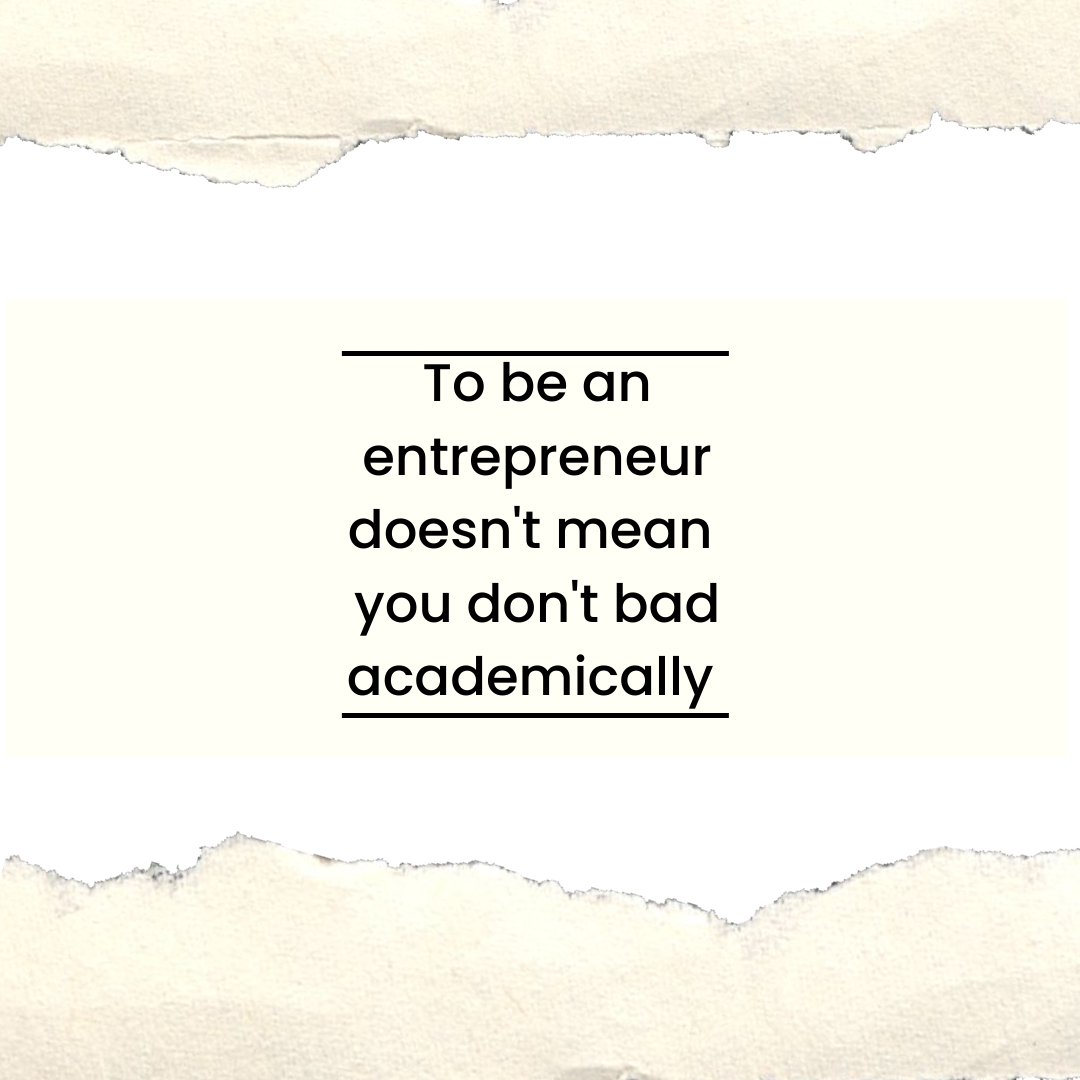 To be an
entrepreneur
doesn't mean
you don't bad
academically